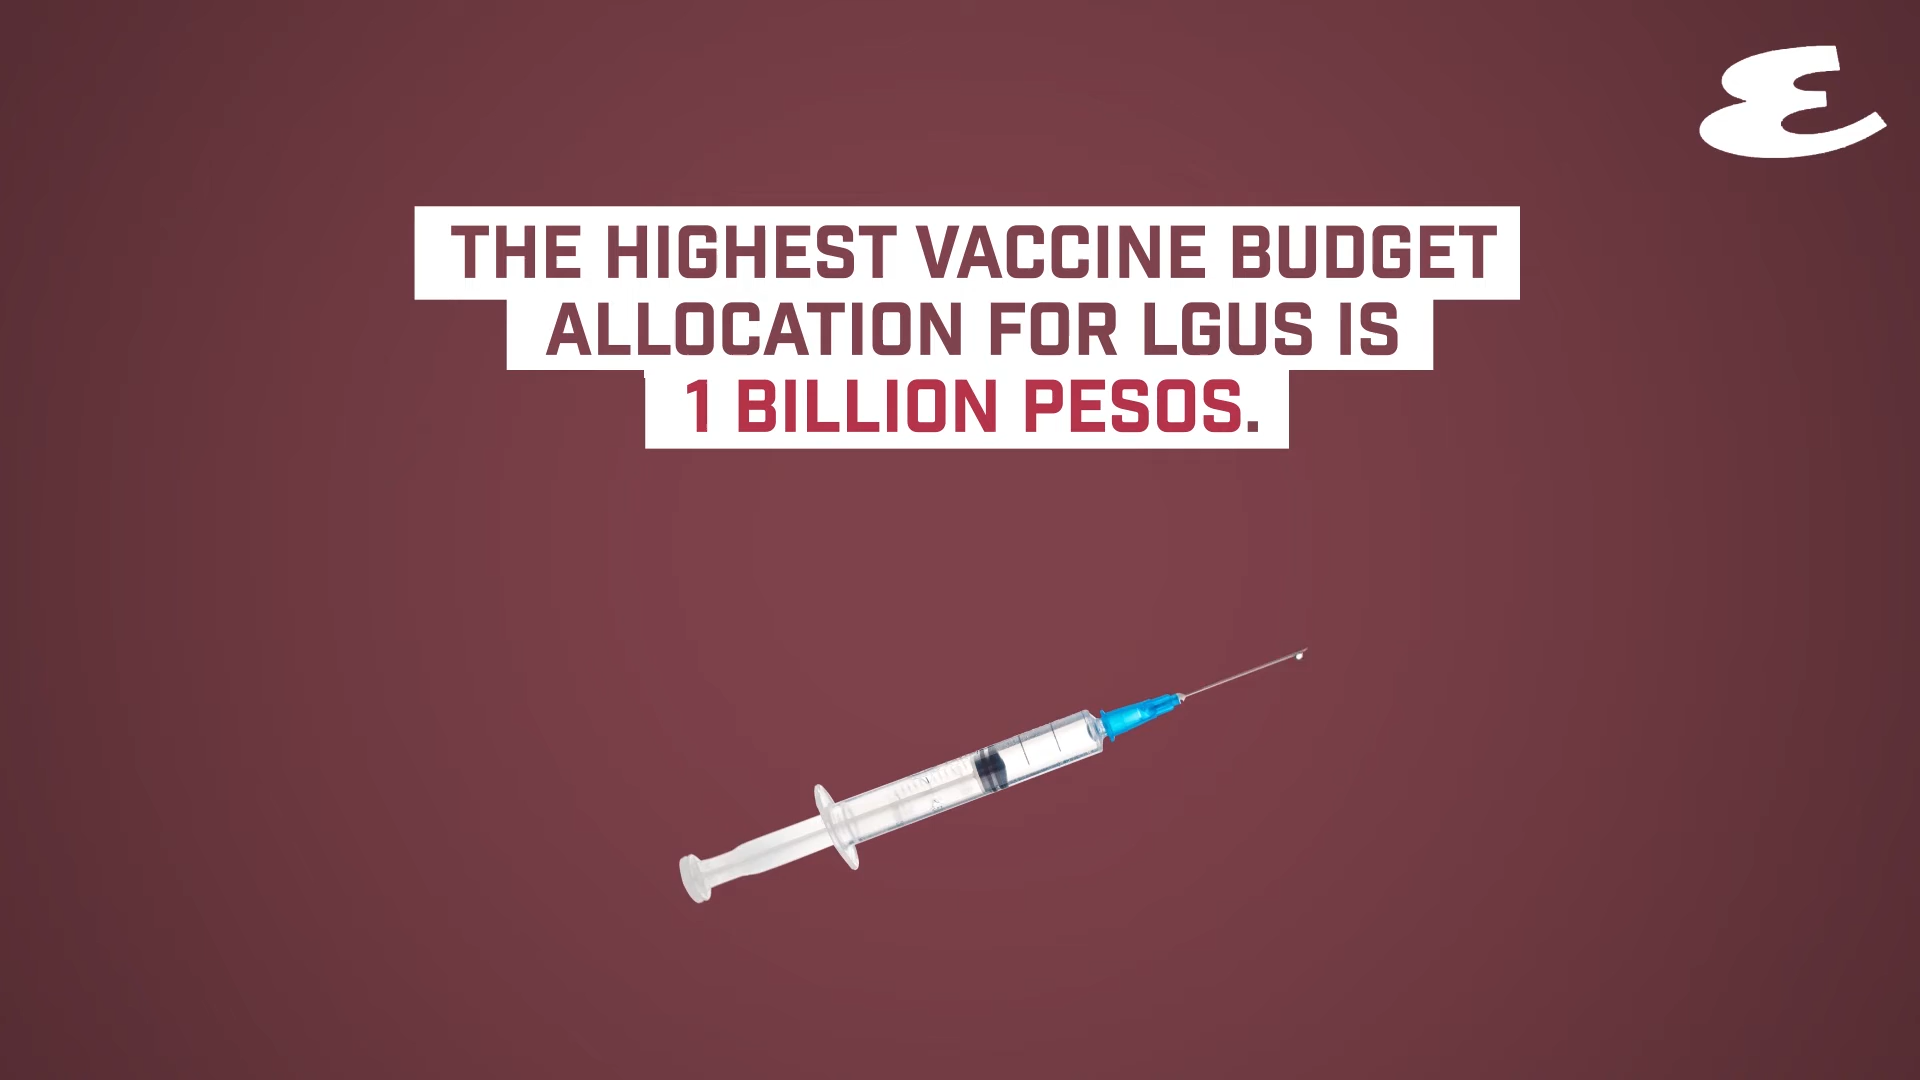 THE HIGHEST VACCINE BUDGET
ALLOCATION FOR LGUS IS
1 BILLION PESOS.